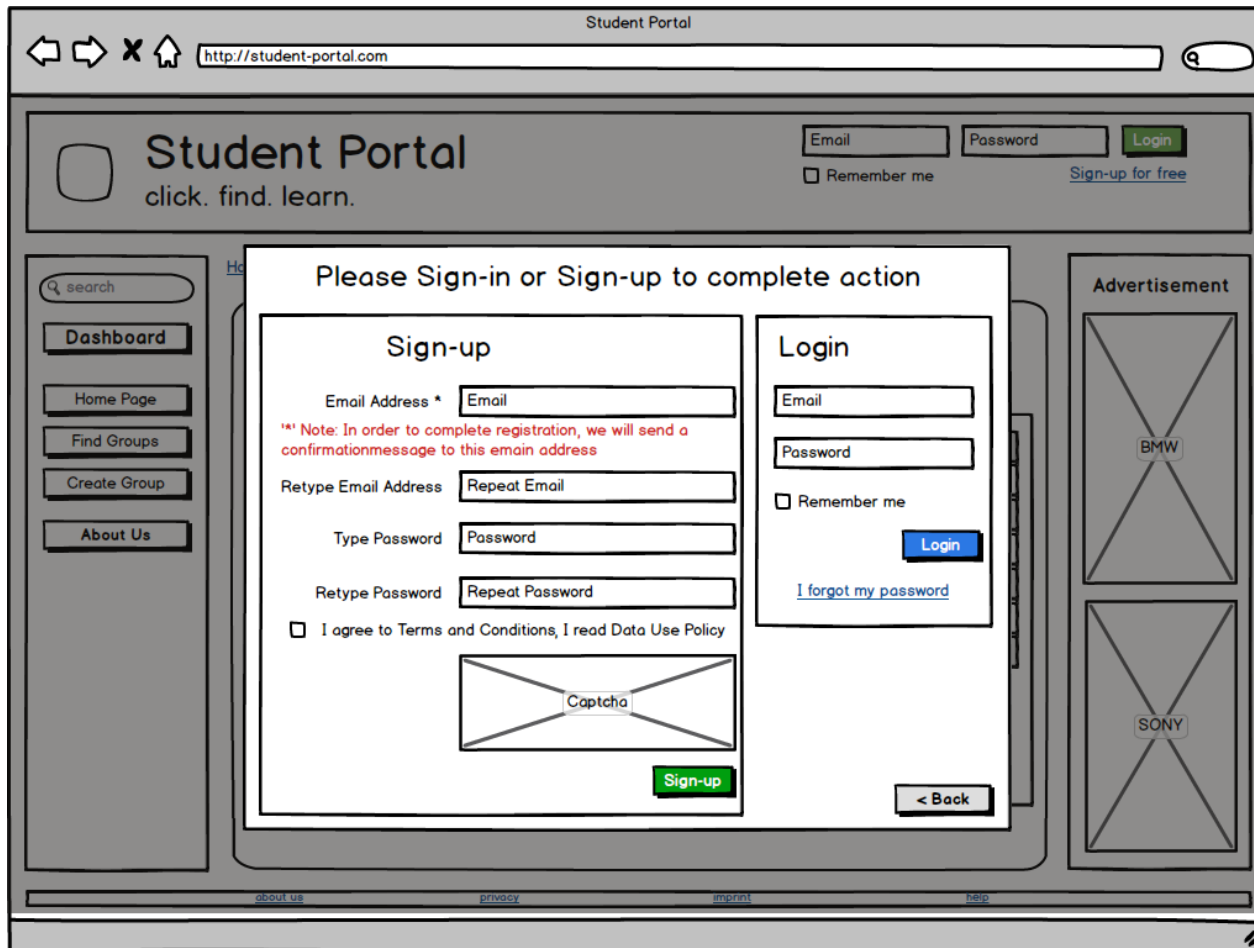 Student Portal
http://student-portal.com
Student Portal
click. find. learn.
Email
Password
Login
Remember me
Sign-up for free
search
Dashboard
Home Page
Find Groups
Create Group
About Us
Please Sign-in or Sign-up to complete action
Sign-up
Email Address *
Email
'*' Note: In order to complete registration, we will send a
confirmationmessage to this emain address
Retype Email Address
Repeat Email
Type Password
Password
Retype Password
Repeat Password
I agree to Terms and Conditions, I read Data Use Policy
Captcha
Sign-up
Login
Email
Password
Remember me
Login
I forgot my password
< Back
Advertisement
BMW
SONY
about us
privacy
imprint
help